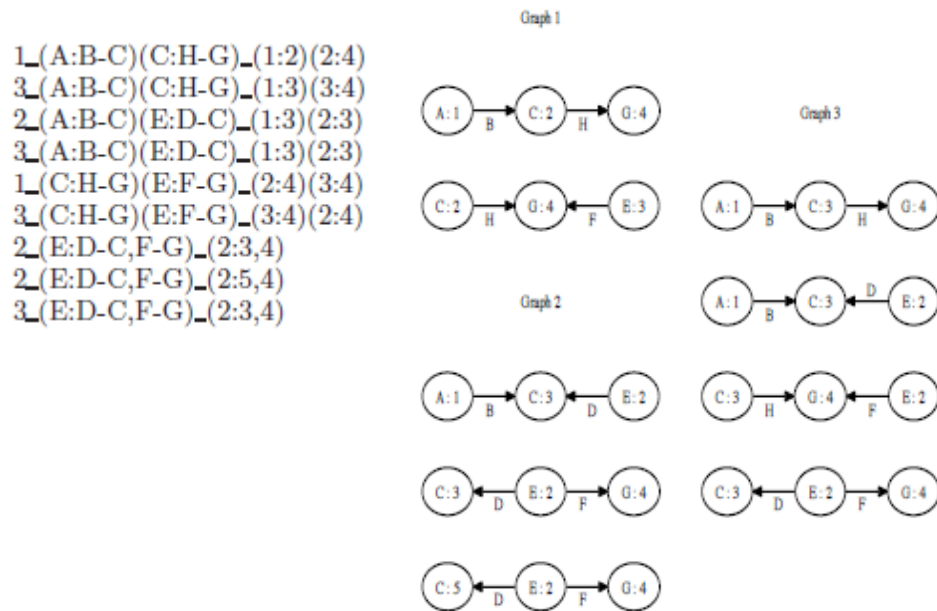 1_(A:B-C)(C:H-G)_(1:2)(2:4)
3_(A:B-C)(C:H-G)_(1:3)(3:4)
2_(A:B-C)(E:D-C)_(1:3)(2:3)
3_(A:B-C)(E:D-C)_(1:3)(2:3)
1_(C:H-G)(E:F-G)_(2:4)(3:4)
3_(C:H-G)(E:F-G)_(3:4)(2:4)
2_(E:D-C,F-G)_(2:3,4)
2_(E:D-C,F-G)_(2:5,4)
3_(E:D-C,F-G)_(2:3,4)
Graph 1
A:1 B C:2 H G:4
C:2 H G:4 F E:3
Graph 2
A:1 B C:3 D E:2
C:3 D E:2 F G:4
C:5 D E:2 F G:4
Graph 3
A:1 B C:3 H G:4
A:1 B C:3 D E:2
C:3 H G:4 F E:2
C:3 D E:2 F G:4